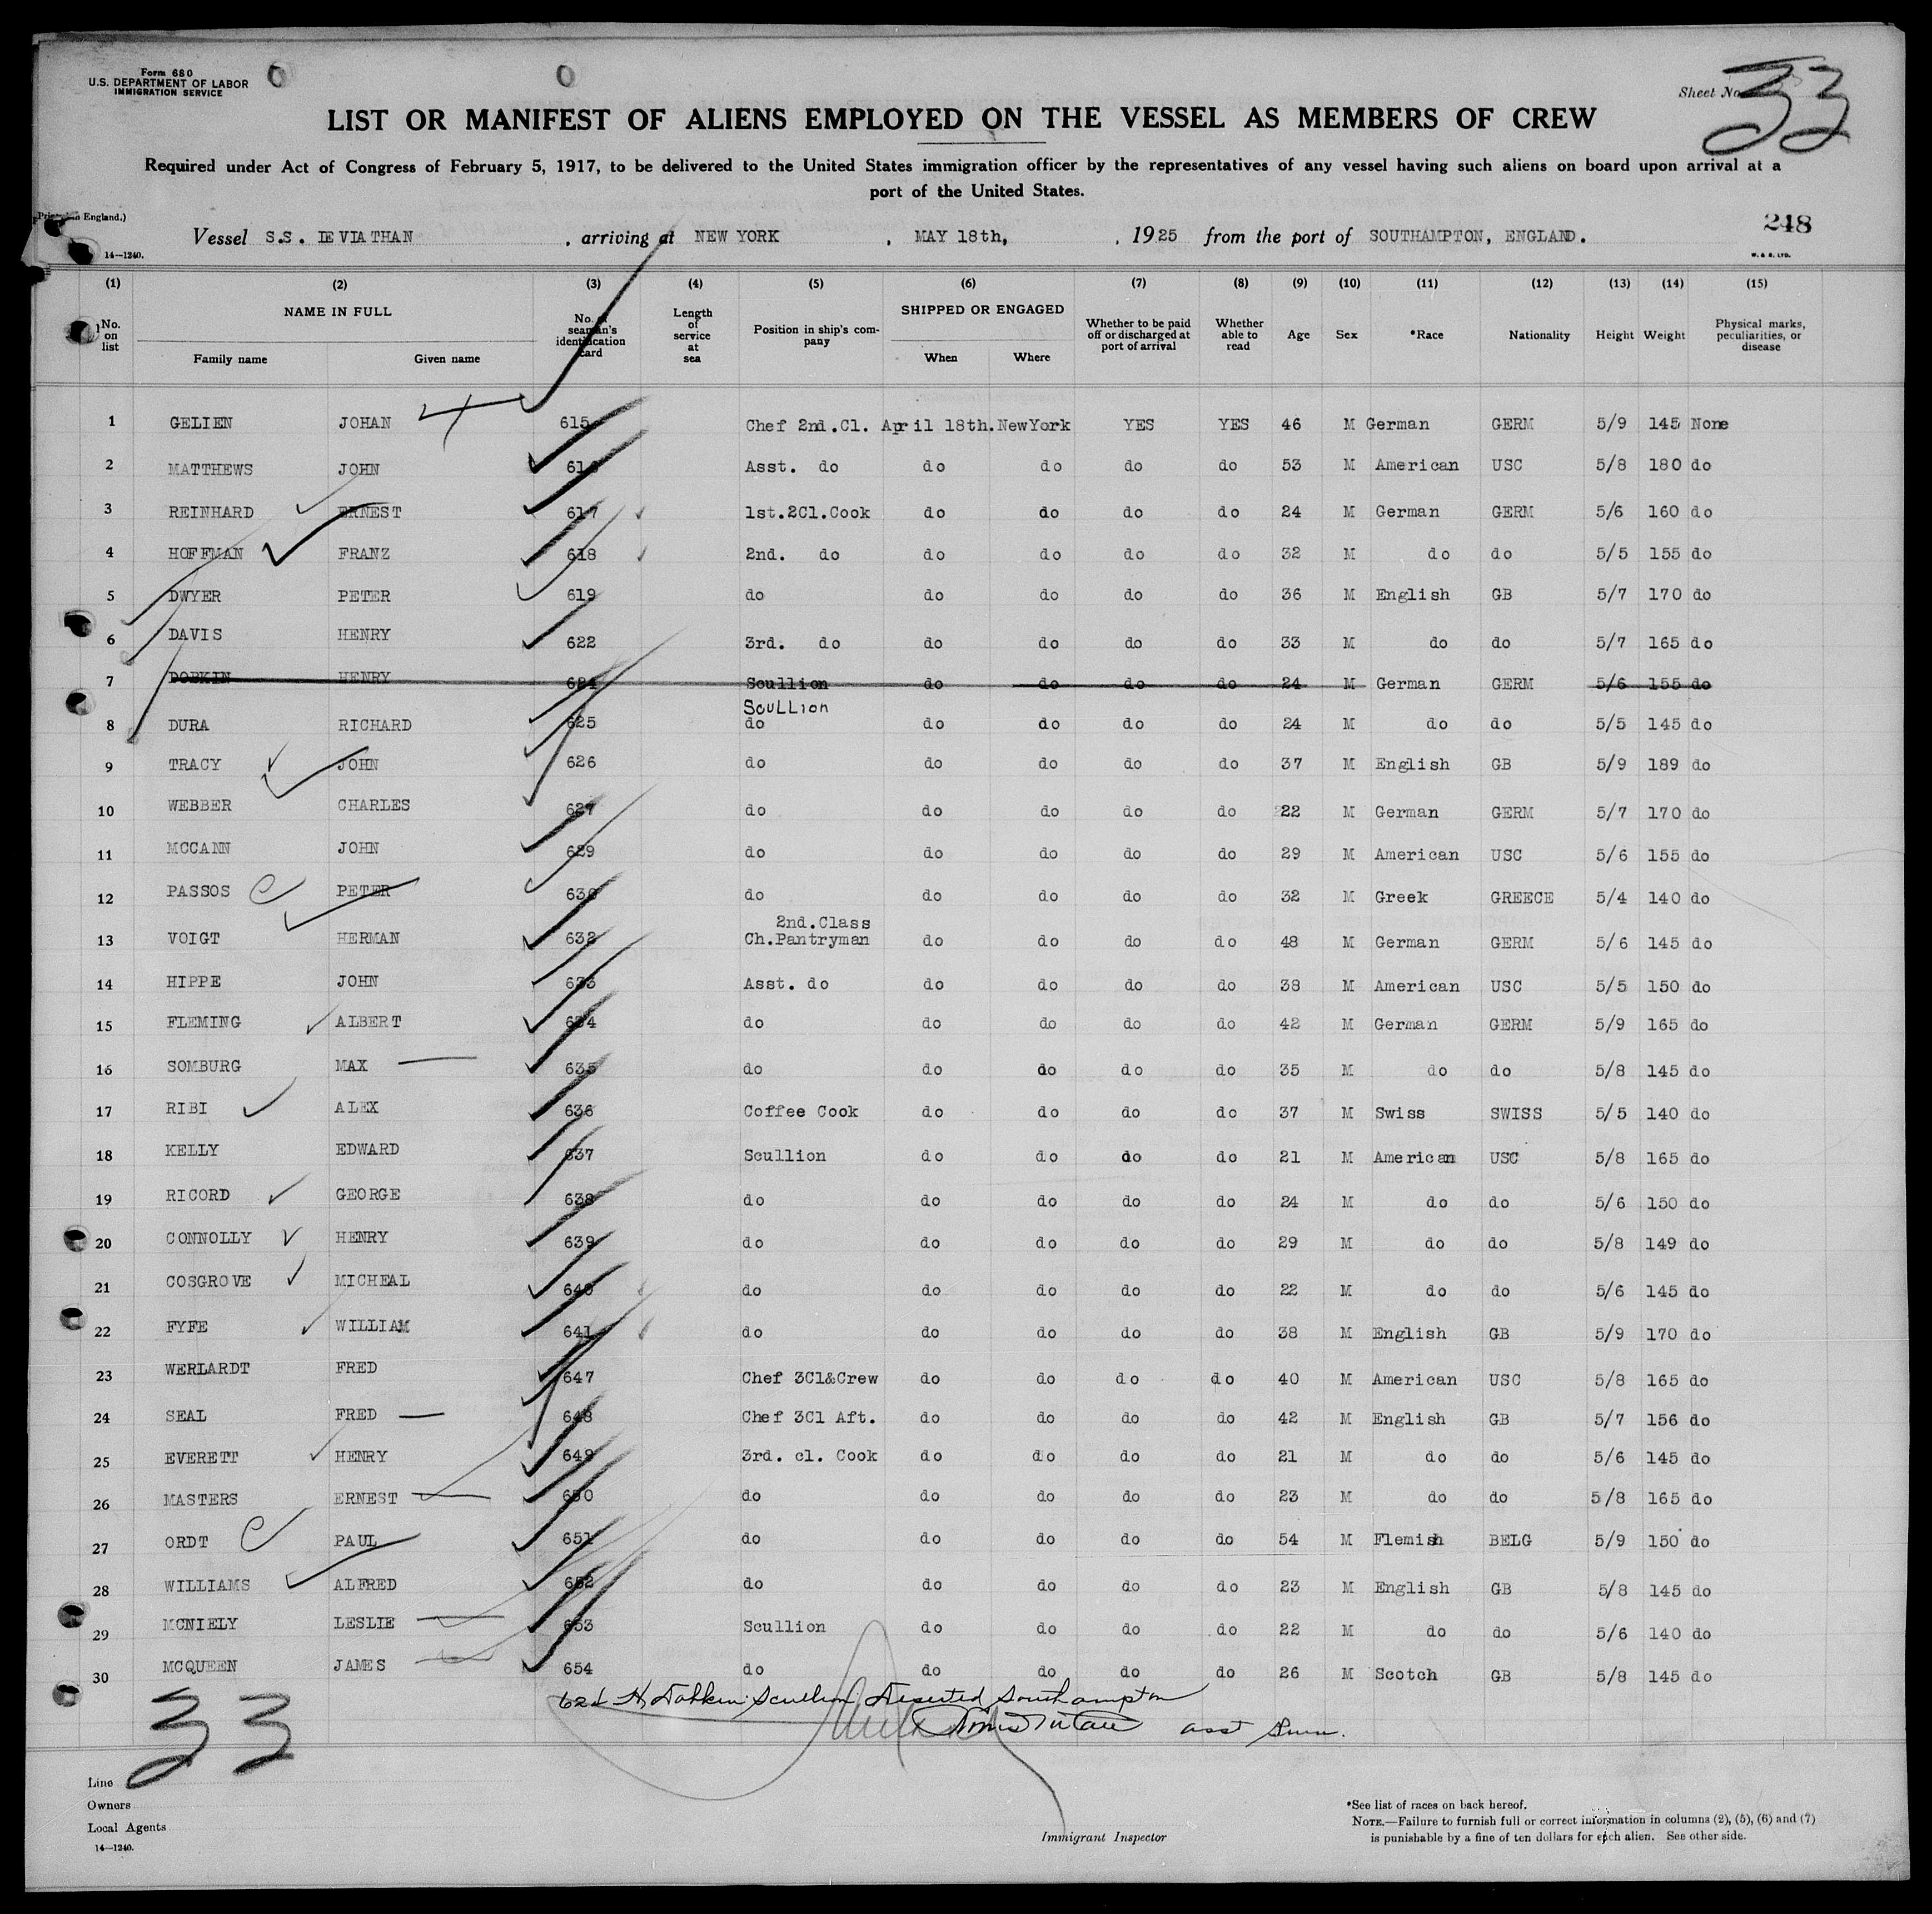 Form 680
U.S. DEPARTMENT OF LABOR
IMMIGRATION SERVICE
Sheet No. 33
LIST OR MANIFEST OF ALIENS EMPLOYED ON THE VESSEL AS MEMBERS OF CREW
Required under Act of Congress of February 5, 1917, to be delivered to the United States immigration officer by the representatives of any vessel having such aliens on board upon arrival at a
port of the United States.
England.)
248
Vessel S.S. LEVIATHAN, arriving at NEW YORK, MAY 18th, , 1925 from the port of SOUTHAMPTON, ENGLAND.
14—1240.
W. & S. LTD.
(1) (2) (3) (4) (5) (6) (7) (8) (9) (10) (11) (12) (13) (14) (15)
No. on list NAME IN FULL Family name Given name No. of seaman's identification card Length of service at sea Position in ship's company SHIPPED OR ENGAGED When Where Whether to be paid off or discharged at port of arrival Whether able to read Age Sex *Race Nationality Height Weight Physical marks, peculiarities, or disease
1 GELIEN JOHAN 615 Chef 2nd.Cl. April 18th. NewYork YES YES 46 M German GERM 5/9 145 None
2 MATTHEWS JOHN 616 Asst. do do do do do 53 M American USC 5/8 180 do
3 REINHARD ERNEST 617 1st.2Cl.Cook do do do do 24 M German GERM 5/6 160 do
4 HOFFMAN FRANZ 618 2nd. do do do do do 32 M do do 5/5 155 do
5 DWYER PETER 619 do do do do do 36 M English GB 5/7 170 do
6 DAVIS HENRY 622 3rd. do do do do do 33 M do do 5/7 165 do
7 DOBKIN HENRY 624 Scullion do do do do 24 M German GERM 5/6 155 do
Scullion
8 DURA RICHARD 625 do do do do do 24 M do do 5/5 145 do
9 TRACY JOHN 626 do do do do do 37 M English GB 5/9 189 do
10 WEBBER CHARLES 627 do do do do do 22 M German GERM 5/7 170 do
11 MCCANN JOHN 629 do do do do do 29 M American USC 5/6 155 do
12 PASSOS PETER 630 do do do do do 32 M Greek GREECE 5/4 140 do
2nd.Class
13 VOIGT HERMAN 632 Ch.Pantryman do do do do 48 M German GERM 5/6 145 do
14 HIPPE JOHN 633 Asst. do do do do do 38 M American USC 5/5 150 do
15 FLEMING ALBERT 634 do do do do do 42 M German GERM 5/9 165 do
16 SOMBURG MAX 635 do do do do do 35 M do do 5/8 145 do
17 RIBI ALEX 636 Coffee Cook do do do do 37 M Swiss SWISS 5/5 140 do
18 KELLY EDWARD 637 Scullion do do do do 21 M American USC 5/8 165 do
19 RICORD GEORGE 638 do do do do do 24 M do do 5/6 150 do
20 CONNOLLY HENRY 639 do do do do do 29 M do do 5/8 149 do
21 COSGROVE MICHEAL 640 do do do do do 22 M do do 5/6 145 do
22 FYFE WILLIAM 641 do do do do do 38 M English GB 5/9 170 do
23 WERLARDT FRED 647 Chef 3Cl&Crew do do do do 40 M American USC 5/8 165 do
24 SEAL FRED 648 Chef 3Cl Aft. do do do do 42 M English GB 5/7 156 do
25 EVERETT HENRY 649 3rd. cl. Cook do do do do 21 M do do 5/6 145 do
26 MASTERS ERNEST 650 do do do do do 23 M do do 5/8 165 do
27 ORDT PAUL 651 do do do do do 54 M Flemish BELG 5/9 150 do
28 WILLIAMS ALFRED 652 do do do do do 23 M English GB 5/8 145 do
29 MCNIELY LESLIE 653 Scullion do do do do 22 M do do 5/6 140 do
30 MCQUEEN JAMES 654 do do do do do 26 M Scotch GB 5/8 145 do
624 H. Dobkin Scullion Deserted Southampton
asst
33
Line
Owners
Local Agents
14—1240.
Immigrant Inspector
*See list of races on back hereof.
NOTE.—Failure to furnish full or correct information in columns (2), (5), (6) and (7)
is punishable by a fine of ten dollars for each alien. See other side.